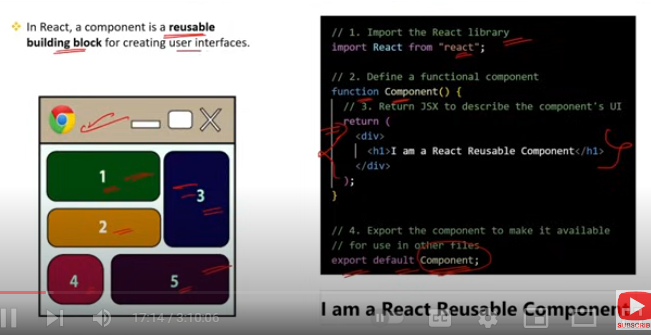 In React, a component is a reusable
building block for creating user interfaces.
1
2
3
4
5
// 1. Import the React library
import React from "react";
// 2. Define a functional component
function Component() {
// 3. Return JSX to describe the component's UI
return (
<div>
<h1>I am a React Reusable Component</h1>
</div>
);
}
// 4. Export the component to make it available
// for use in other files
export default Component;
I am a React Reusable Component
17:14 / 3:10:06
SUBSCRIBE